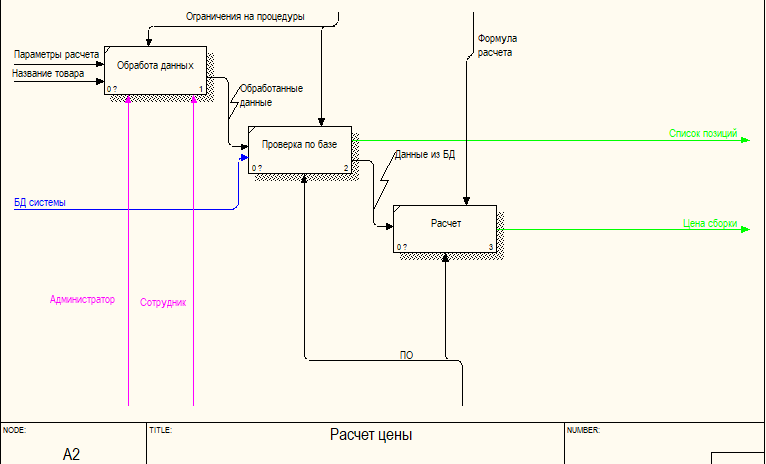 Ограничения на процедуры
Формула
расчета
Параметры расчета
Название товара
Обработа данных
0 ?
1
Обработанные
данные
Проверка по базе
0 ?
2
Список позиций
Данные из БД
БД системы
Расчет
0 ?
3
Цена сборки
Администратор
Сотрудник
ПО
NODE:
TITLE:
NUMBER:
A2
Расчет цены